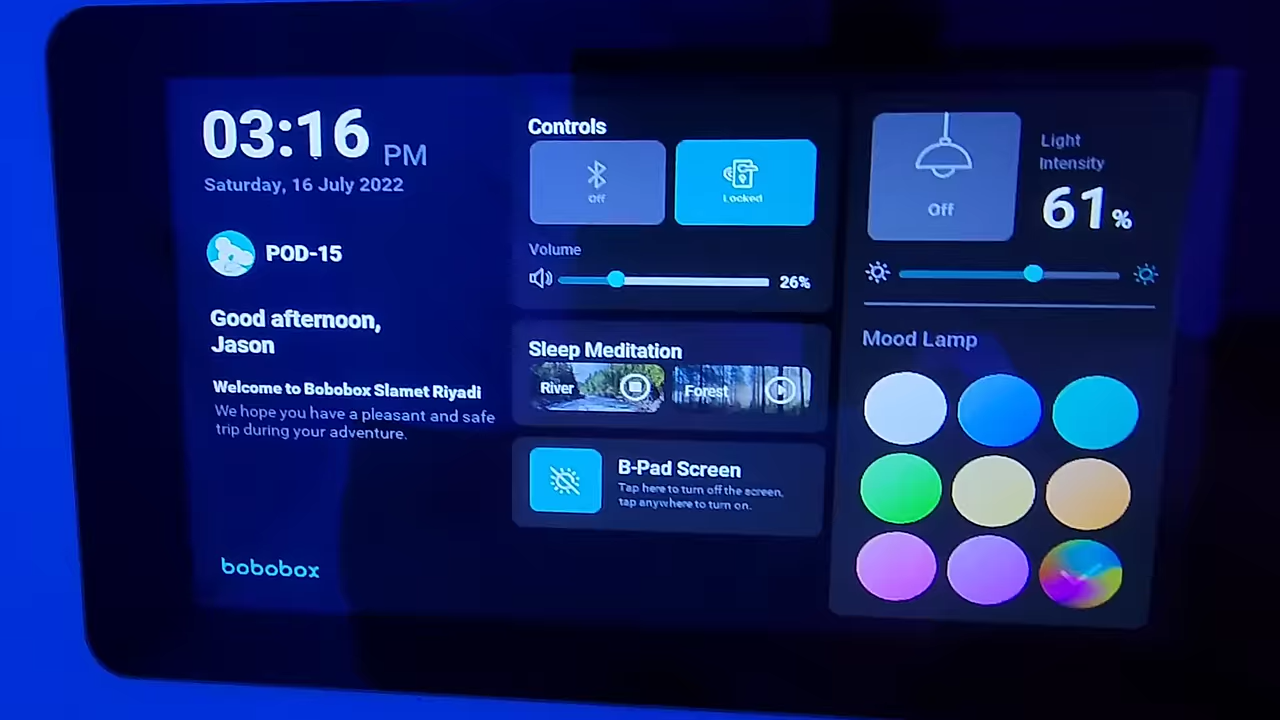 03:16 PM
Saturday, 16 July 2022
POD-15
Good afternoon,
Jason
Welcome to Bobobox Slamet Riyadi
We hope you have a pleasant and safe
trip during your adventure.
bobobox
Controls
Off
Locked
Volume
26%
Sleep Meditation
River
Forest
B-Pad Screen
Tap here to turn off the screen,
tap anywhere to turn on.
Off
Light
Intensity
61%
Mood Lamp